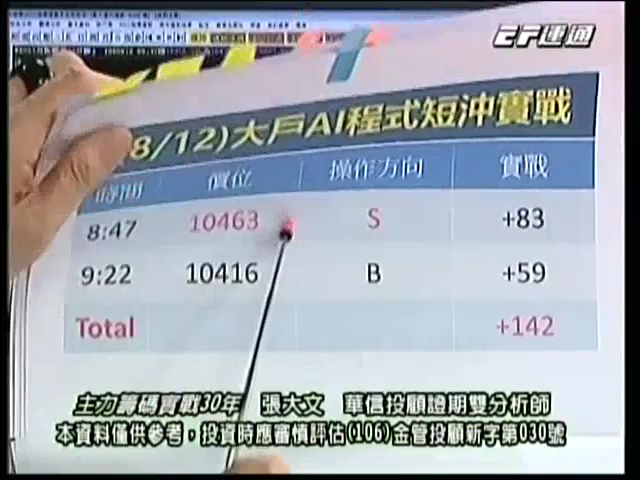 EF運通
8/12)大戶AI程式短沖實戰
時間 價位 操作方向 實戰
8:47 10463 S +83
9:22 10416 B +59
Total +142
主力籌碼實戰30年 張大文 華信投顧證期雙分析師
本資料僅供參考，投資時應審慎評估(106)金管投顧新字第030號